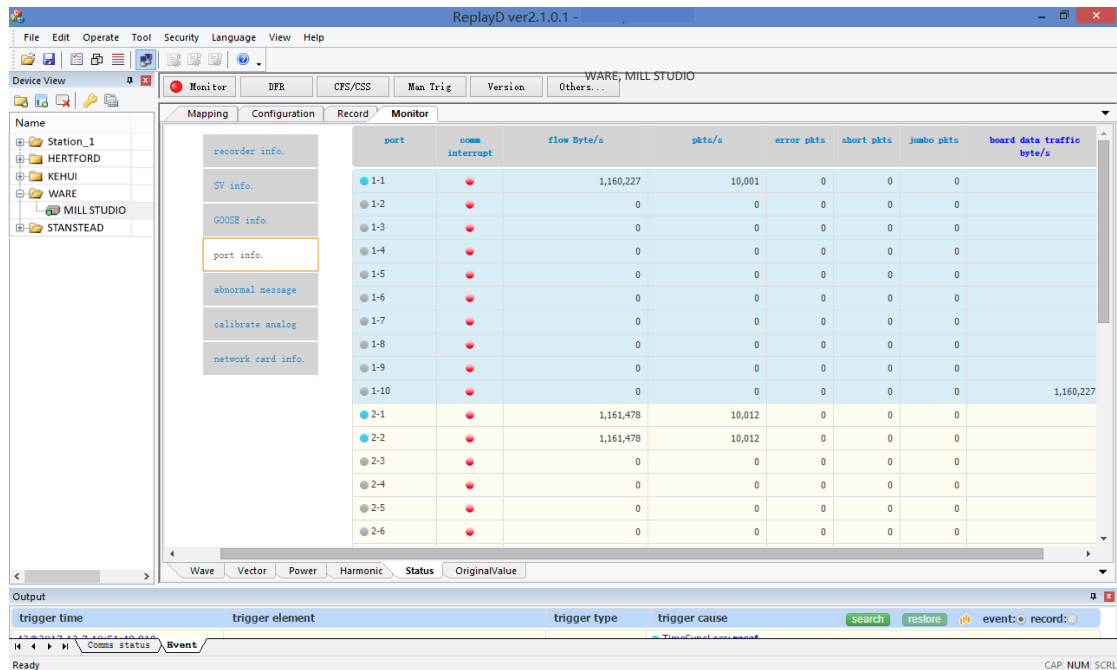 ReplayD ver2.1.0.1 -
File Edit Operate Tool Security Language View Help
Device View
WARE, MILL STUDIO
Monitor DFR CFS/CSS Man Trig Version Others...
Mapping Configuration Record Monitor
Name
Station_1
HERTFORD
KEHUI
WARE
MILL STUDIO
STANSTEAD
recorder info.
SV info.
GOOSE info.
port info.
abnormal message
calibrate analog
network card info.
port comm interrupt flow Byte/s pkts/s error pkts short pkts jumbo pkts board data traffic byte/s
1-1 1,160,227 10,001 0 0 0
1-2 0 0 0 0 0
1-3 0 0 0 0 0
1-4 0 0 0 0 0
1-5 0 0 0 0 0
1-6 0 0 0 0 0
1-7 0 0 0 0 0
1-8 0 0 0 0 0
1-9 0 0 0 0 0
1-10 0 0 0 0 0 1,160,227
2-1 1,161,478 10,012 0 0 0
2-2 1,161,478 10,012 0 0 0
2-3 0 0 0 0 0
2-4 0 0 0 0 0
2-5 0 0 0 0 0
2-6 0 0 0 0 0
Wave Vector Power Harmonic Status OriginalValue
Output
trigger time trigger element trigger type trigger cause search restore event: record:
Comms status Event
Ready CAP NUM SCRL